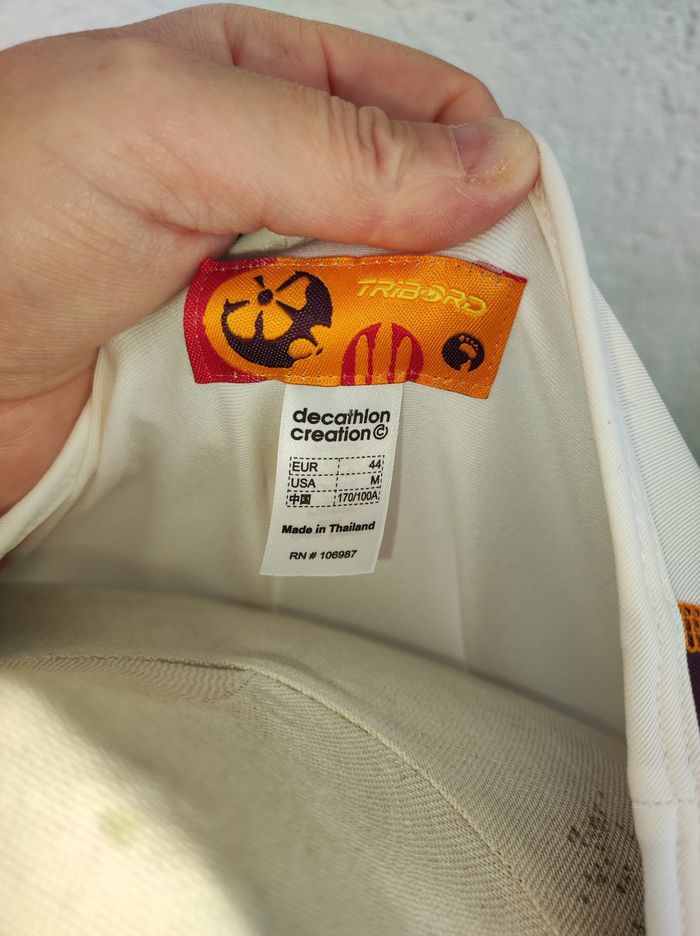 TRIBORD
decathlon
creation©
EUR 44
USA M
中国 170/100A
Made in Thailand
RN # 106987